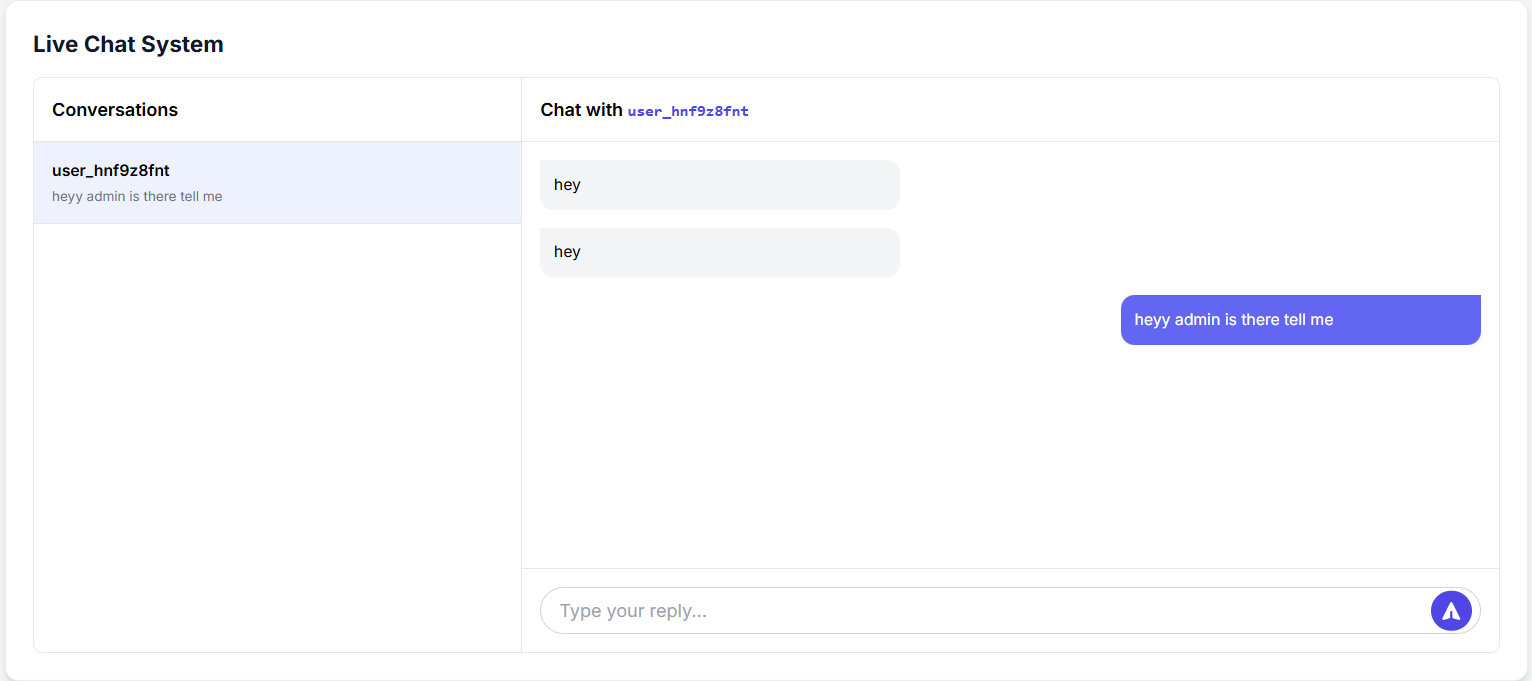 Live Chat System
Conversations
user_hnf9z8fnt
heyy admin is there tell me
Chat with user_hnf9z8fnt
hey
hey
heyy admin is there tell me
Type your reply...